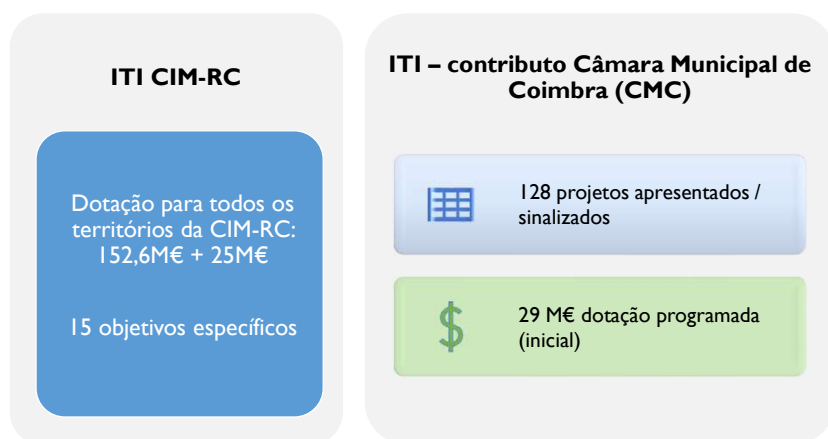 ITI CIM-RC
Dotação para todos os
territórios da CIM-RC:
152,6M€ + 25M€
15 objetivos específicos
ITI – contributo Câmara Municipal de
Coimbra (CMC)
128 projetos apresentados /
sinalizados
$
29 M€ dotação programada
(inicial)